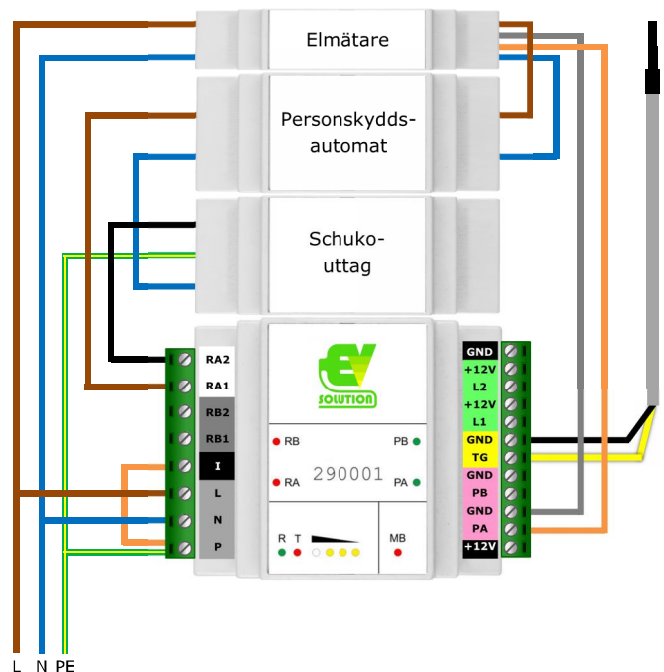 Elmätare
Personskydds-
automat
Schuko-
uttag
RA2
RA1
RB2
RB1
I
L
N
P
EV
SOLUTION
RB
PB
290001
RA
PA
R T
MB
GND
+12V
L2
+12V
L1
GND
TG
GND
PB
GND
PA
+12V
L N PE